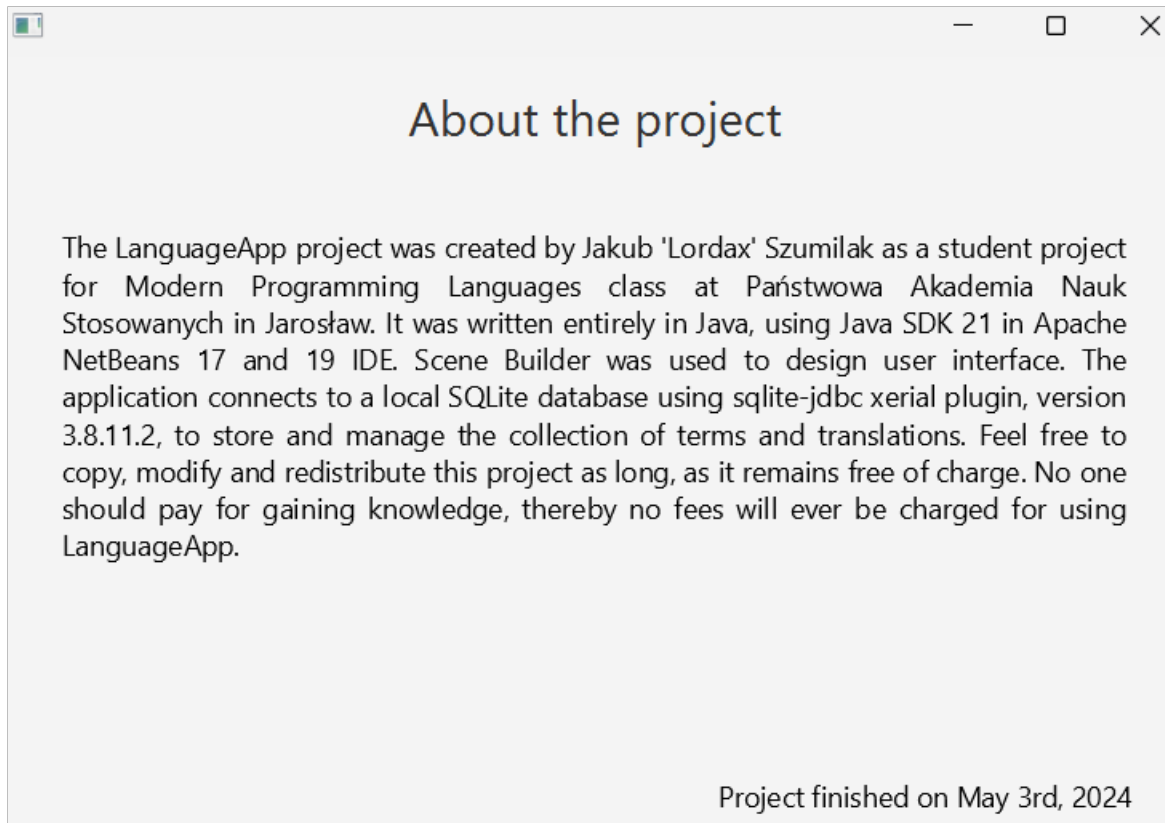 About the project
The LanguageApp project was created by Jakub 'Lordax' Szumilak as a student project
for Modern Programming Languages class at Państwowa Akademia Nauk
Stosowanych in Jarosław. It was written entirely in Java, using Java SDK 21 in Apache
NetBeans 17 and 19 IDE. Scene Builder was used to design user interface. The
application connects to a local SQLite database using sqlite-jdbc xerial plugin, version
3.8.11.2, to store and manage the collection of terms and translations. Feel free to
copy, modify and redistribute this project as long, as it remains free of charge. No one
should pay for gaining knowledge, thereby no fees will ever be charged for using
LanguageApp.
Project finished on May 3rd, 2024